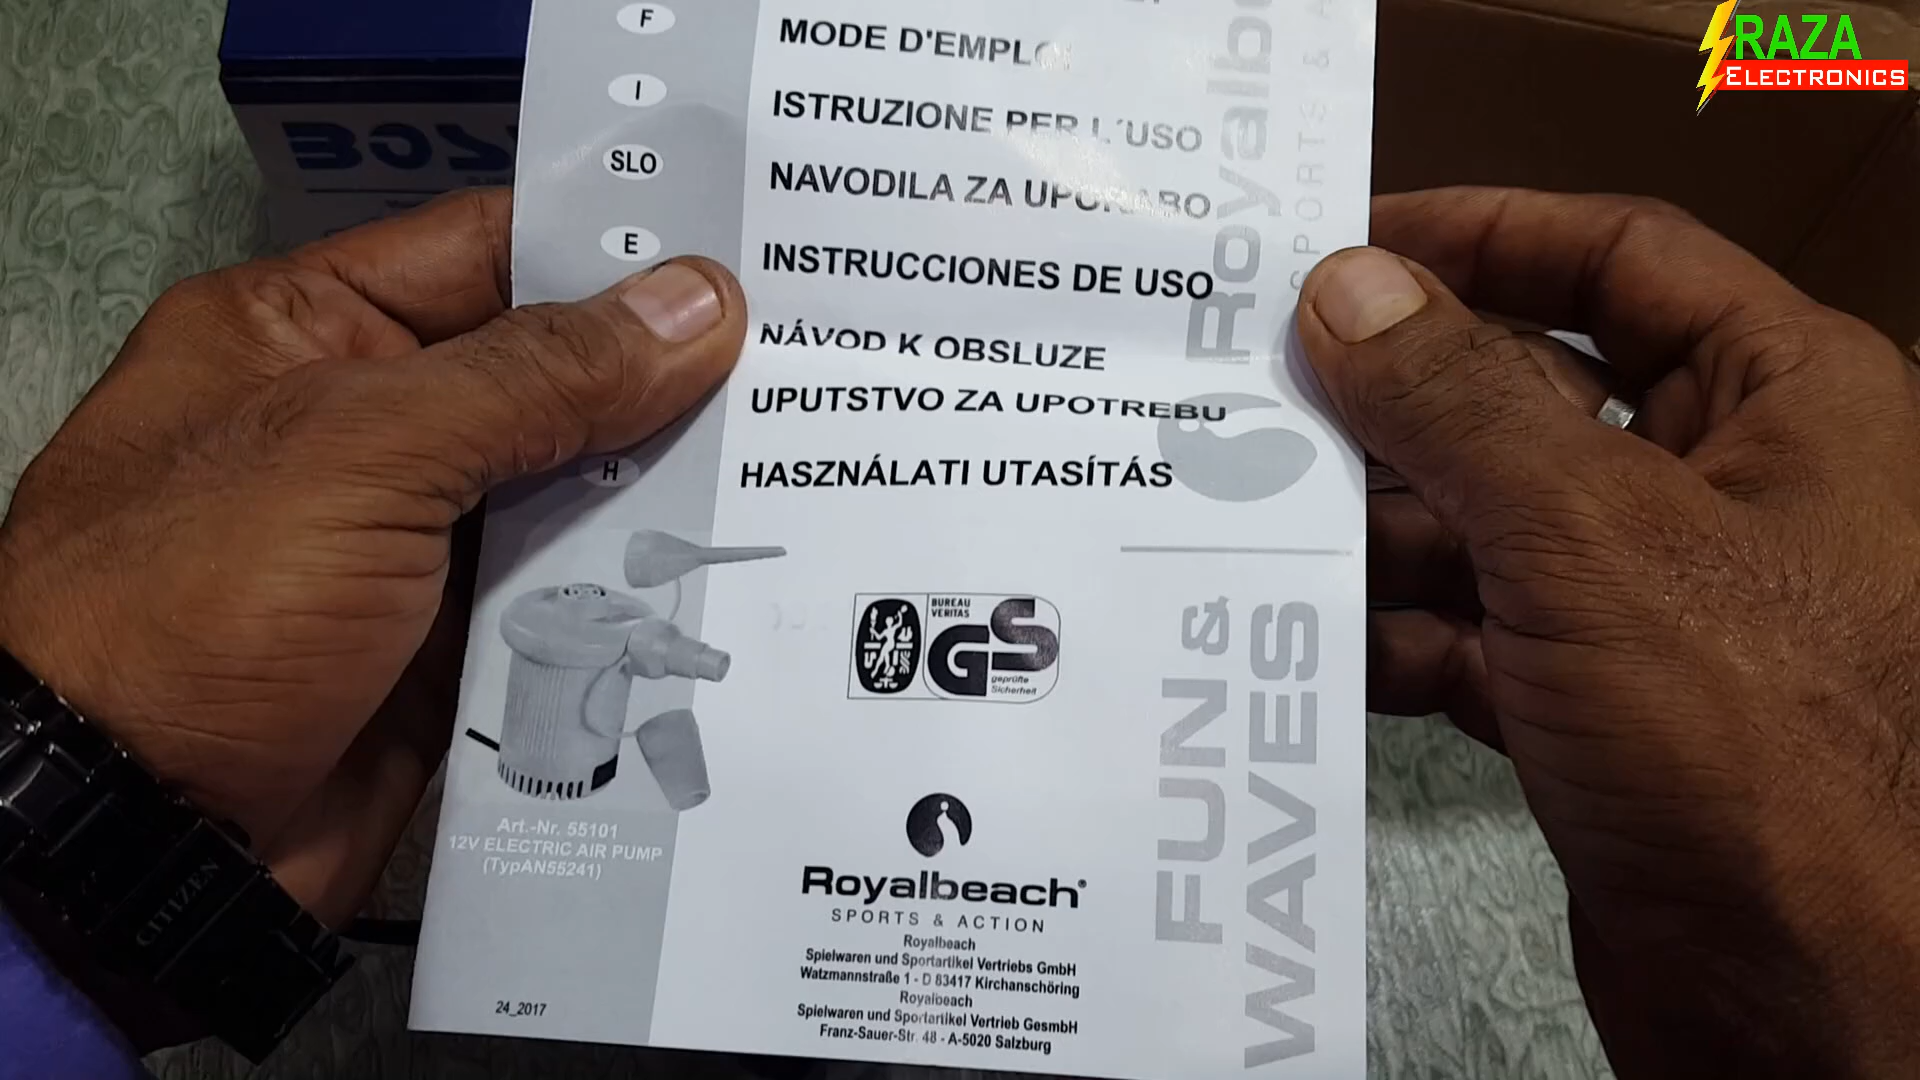 F
MODE D'EMPLOI
I
ISTRUZIONE PER L'USO
SLO
NAVODILA ZA UPORABO
E
INSTRUCCIONES DE USO
NÁVOD K OBSLUZE
UPUTSTVO ZA UPOTREBU
H
HASZNÁLATI UTASÍTÁS
BUREAU
VERITAS
GS
geprüfte
Sicherheit
Art.-Nr. 55101
12V ELECTRIC AIR PUMP
(TypAN55241)
24_2017
Royalbeach®
SPORTS & ACTION
Royalbeach
Spielwaren und Sportartikel Vertriebs GmbH
Watzmannstraße 1 - D 83417 Kirchanschöring
Royalbeach
Spielwaren und Sportartikel Vertrieb GesmbH
Franz-Sauer-Str. 48 - A-5020 Salzburg
SPORTS &
FUN &
WAVES
CITIZEN
RAZA
ELECTRONICS